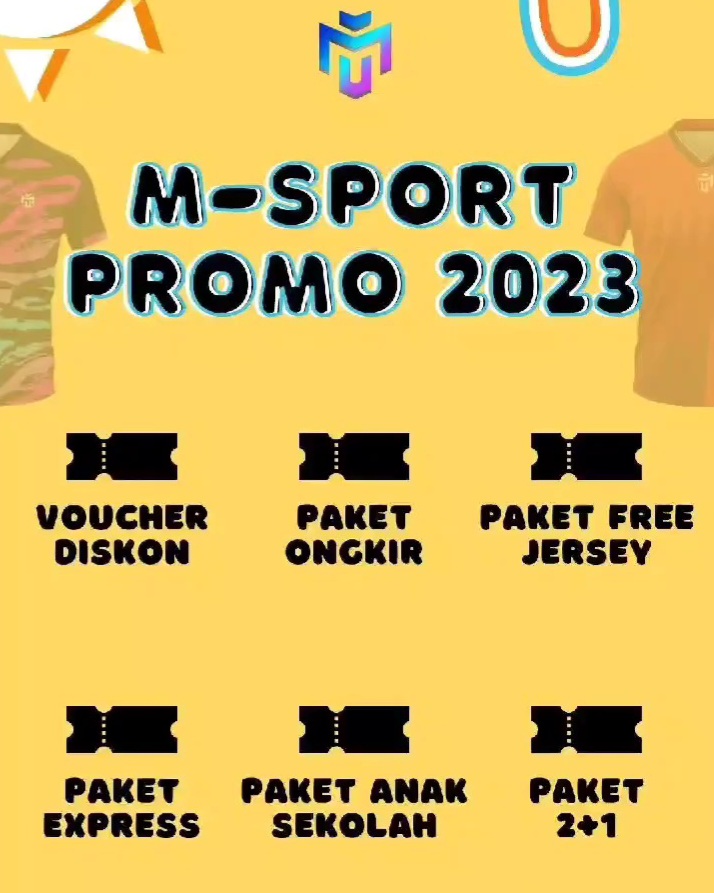 M-SPORT
PROMO 2023
VOUCHER
DISKON
PAKET
ONGKIR
PAKET FREE
JERSEY
PAKET
EXPRESS
PAKET ANAK
SEKOLAH
PAKET
2+1